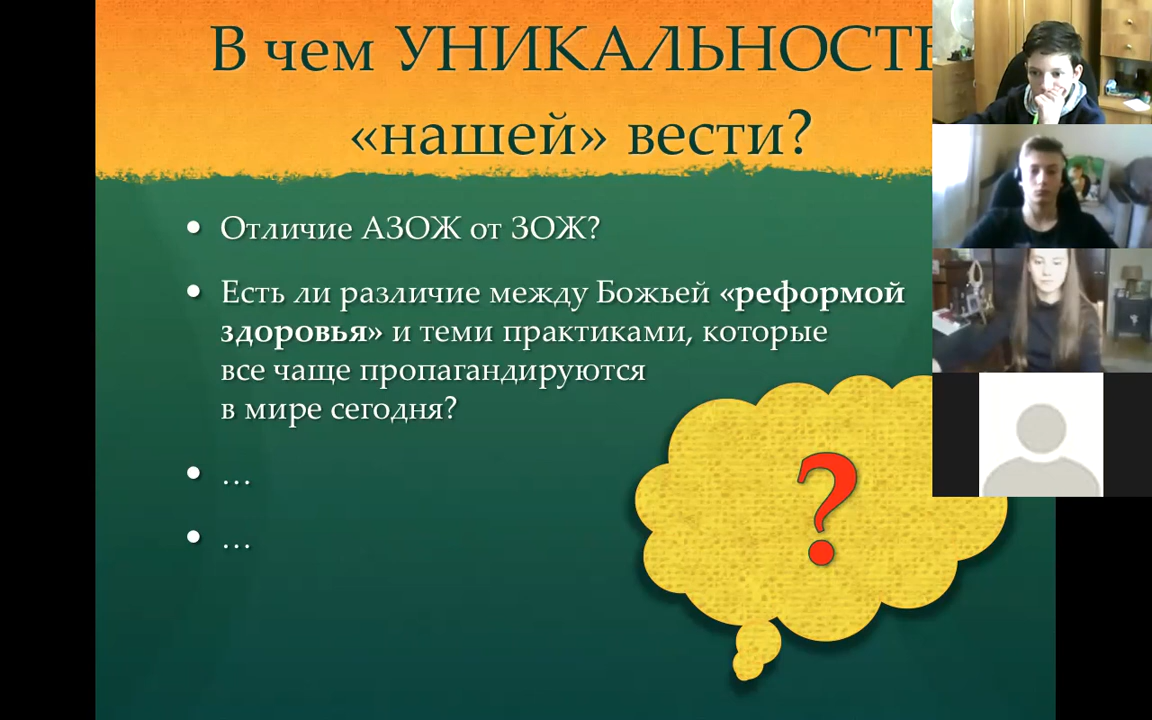 В чем УНИКАЛЬНОСТЬ
«нашей» вести?
• Отличие АЗОЖ от ЗОЖ?
• Есть ли различие между Божьей «реформой
здоровья» и теми практиками, которые
все чаще пропагандируются
в мире сегодня?
• …
• …
?